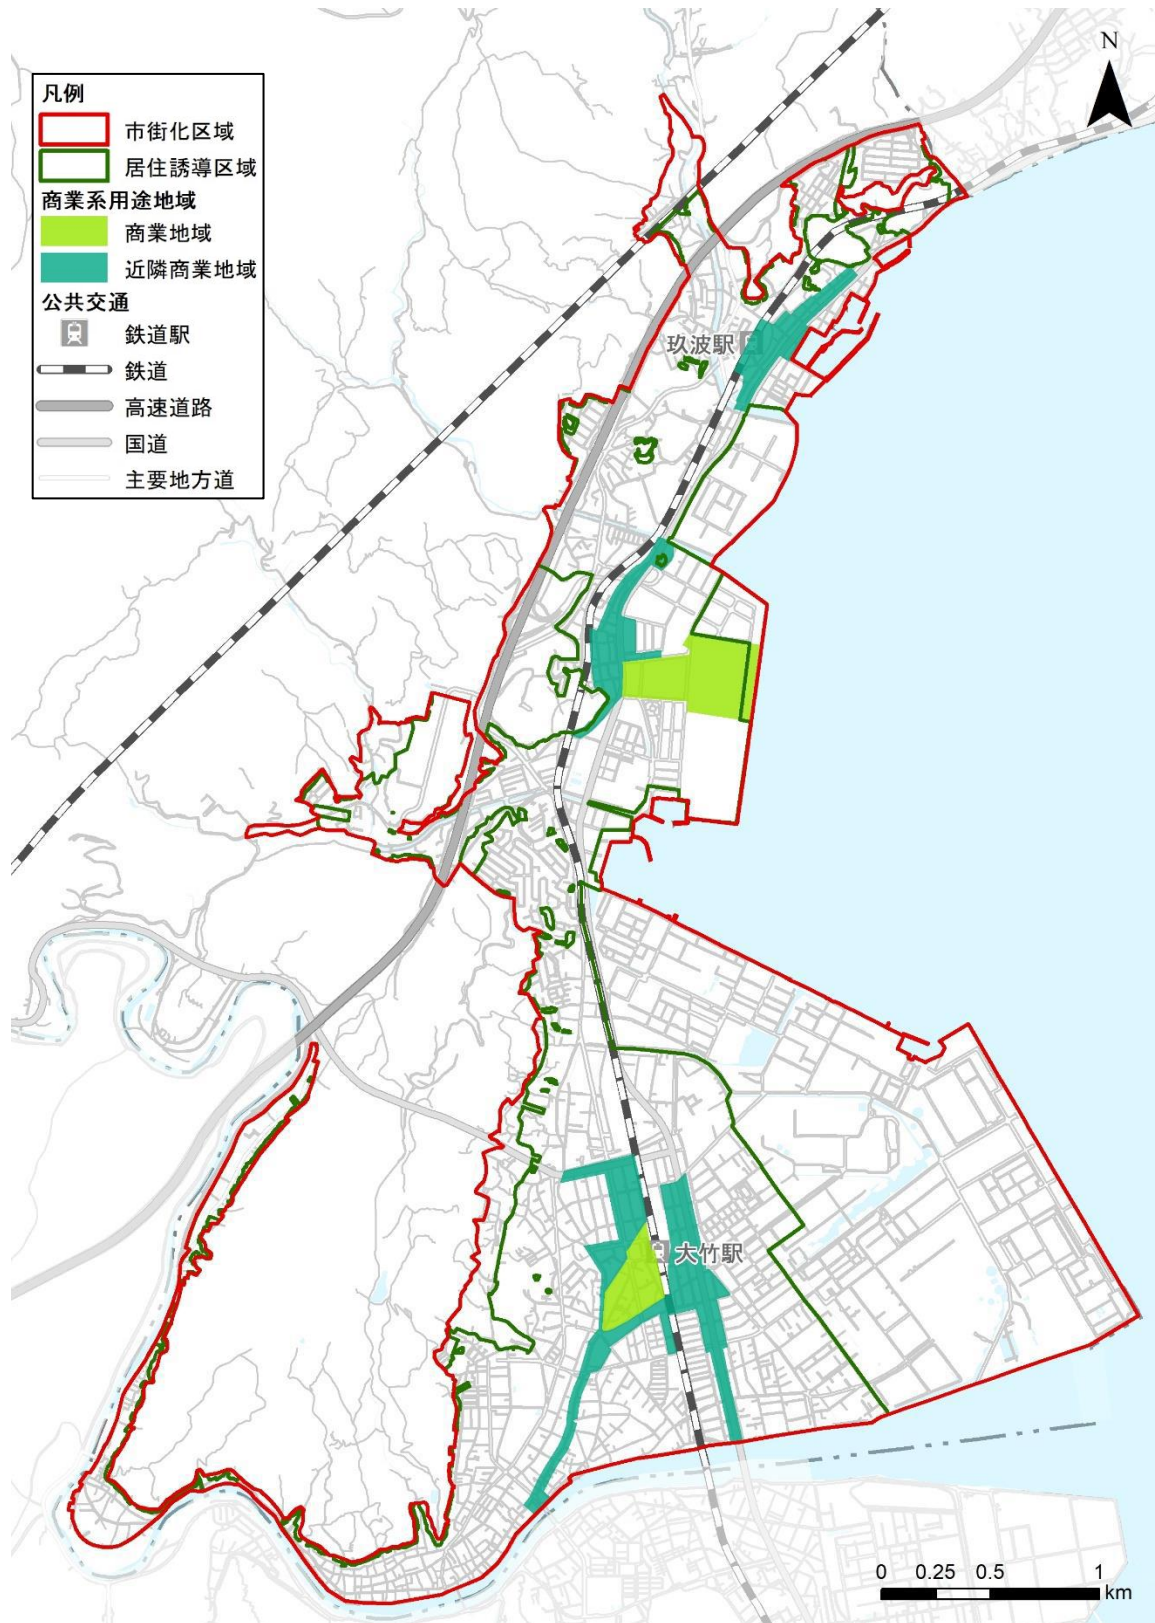 N
凡例
市街化区域
居住誘導区域
商業系用途地域
商業地域
近隣商業地域
公共交通
鉄道駅
鉄道
高速道路
国道
主要地方道
玖波駅
大竹駅
0 0.25 0.5 1
km